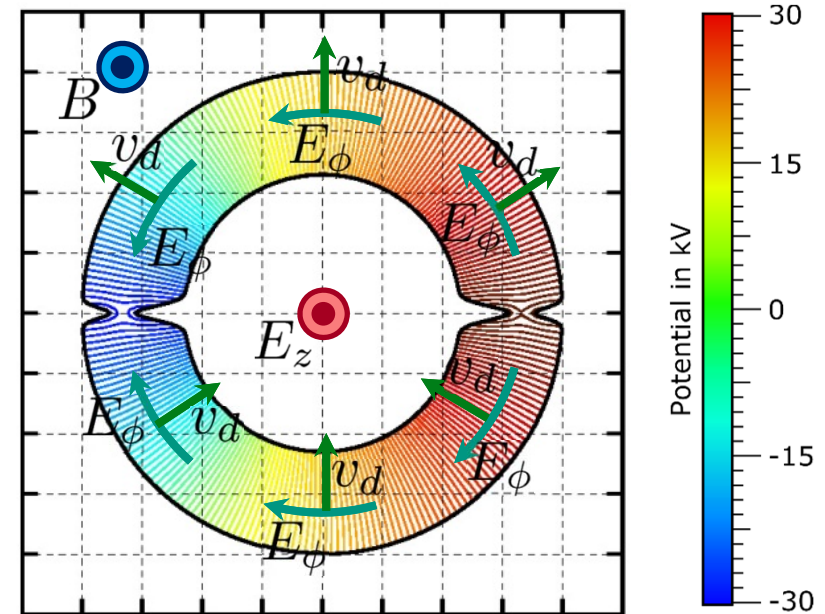 30
v_d
B
v_d
E_ϕ
v_d
15
E_ϕ
E_ϕ
0
E_z
Potential in kV
v_d
E_ϕ
v_d
-15
v_d
E_ϕ
E_ϕ
-30